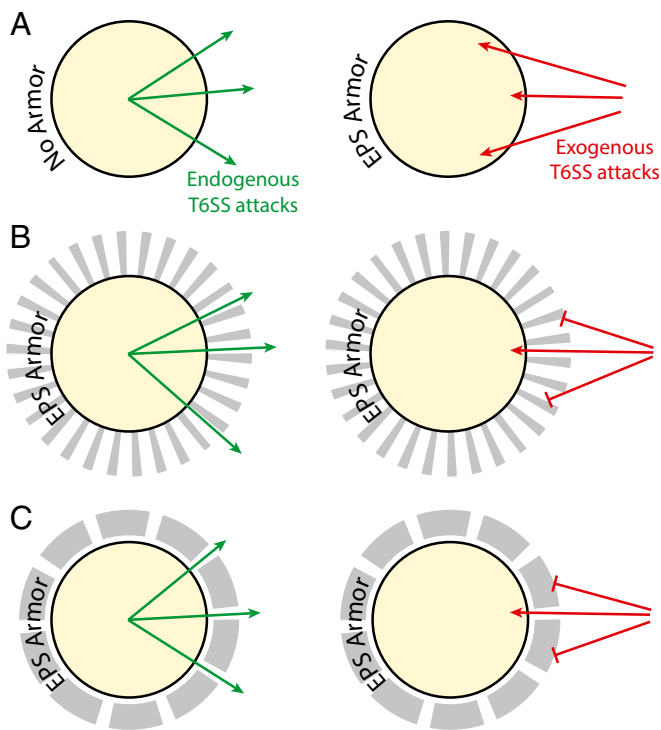 A
No Armor
EPS Armor
Endogenous
T6SS attacks
Exogenous
T6SS attacks
B
EPS Armor
EPS Armor
C
EPS Armor
EPS Armor